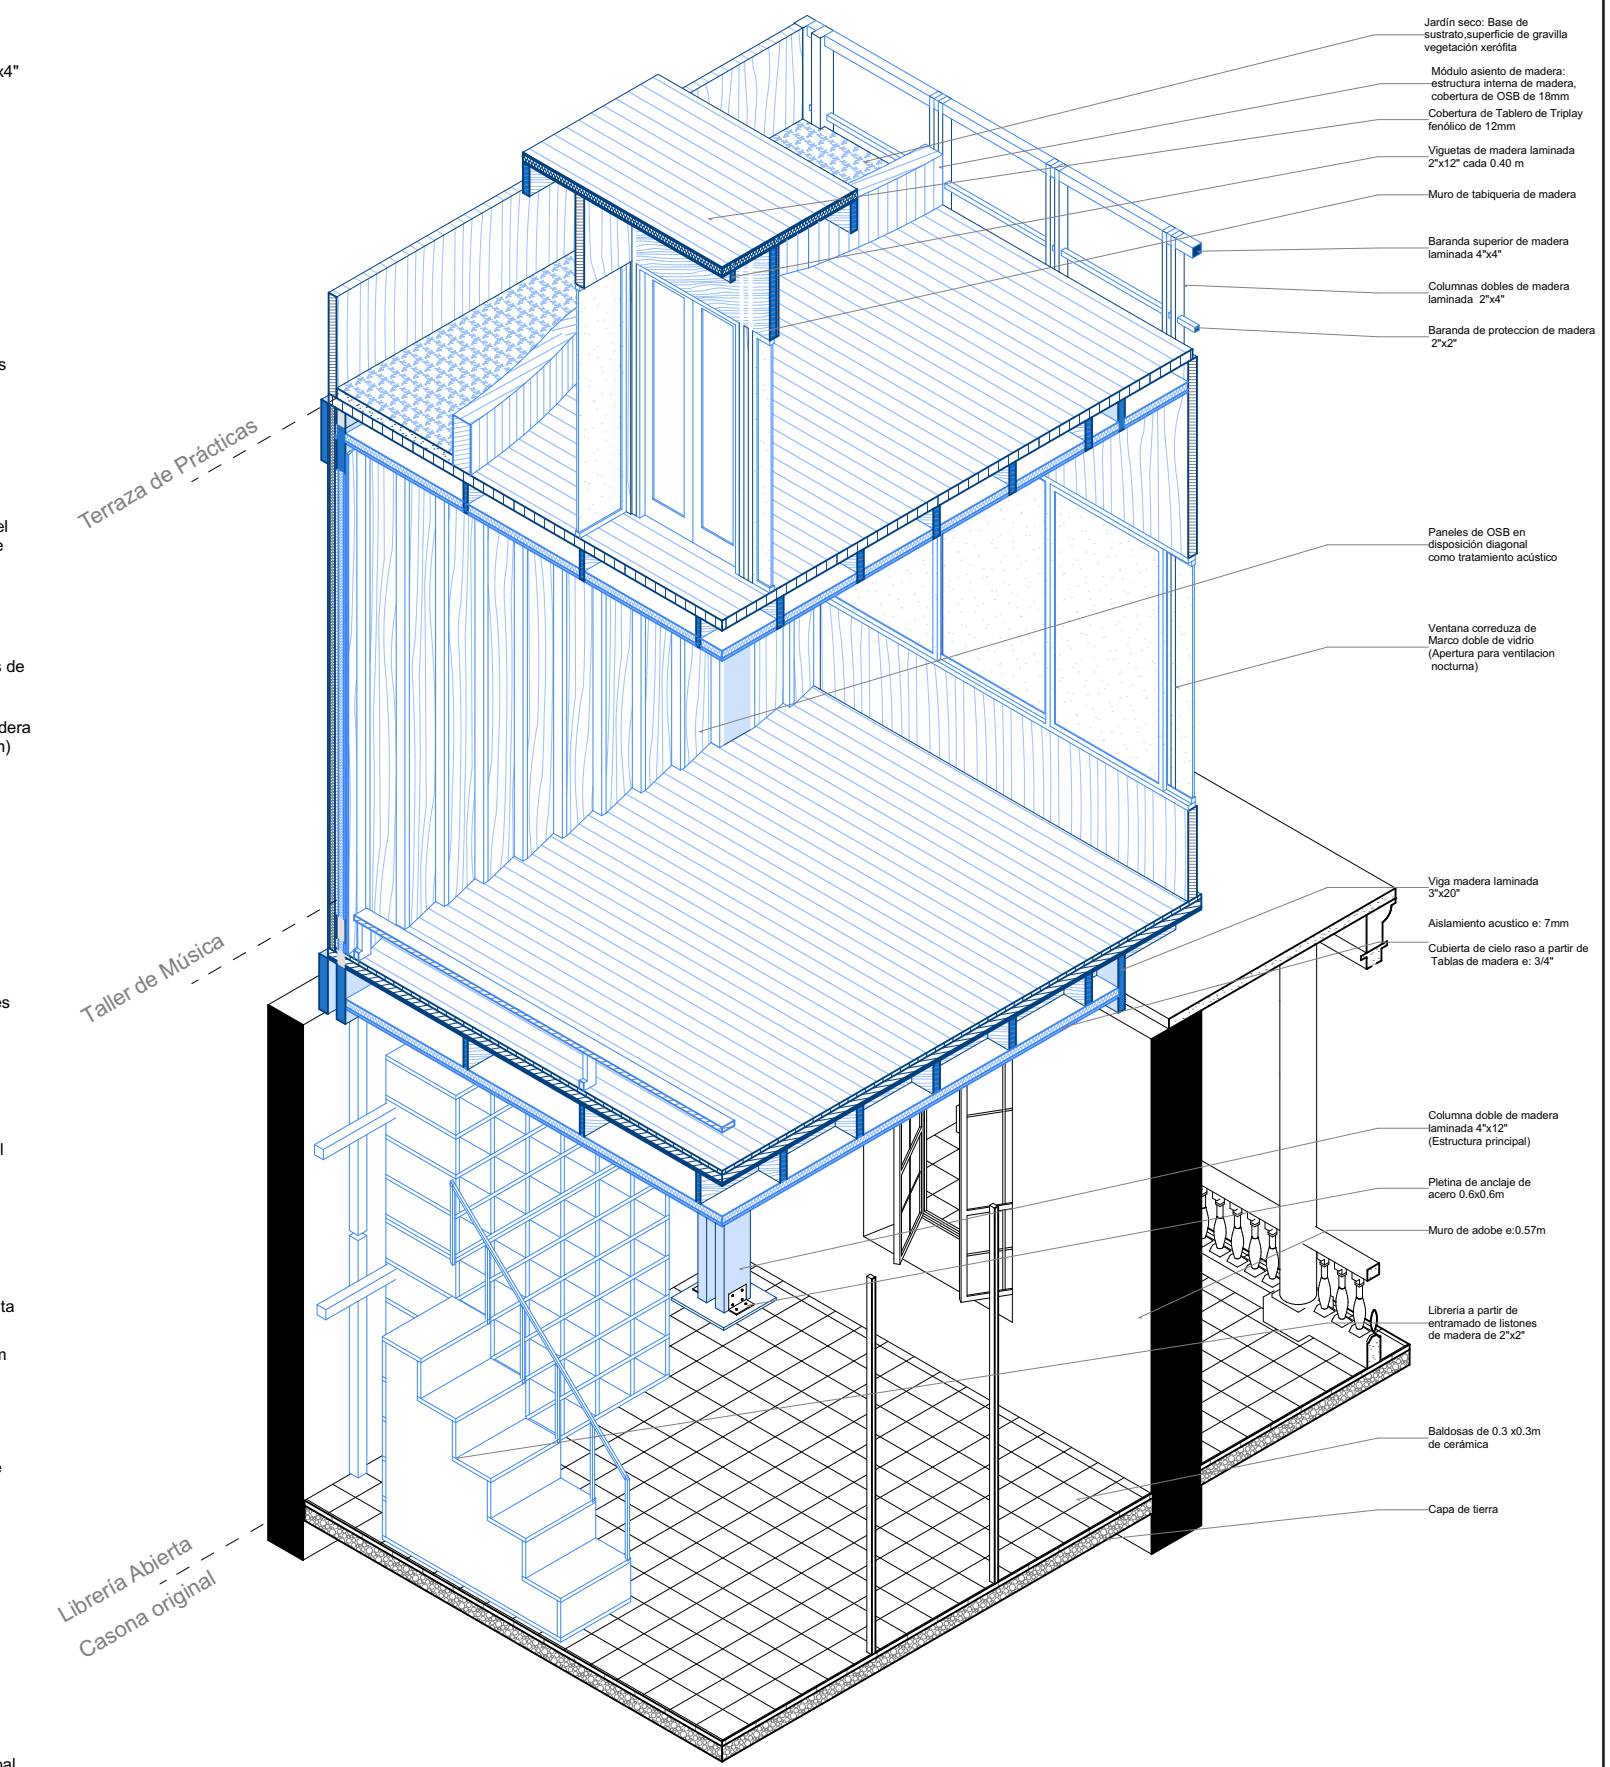 x4"
s
el
e
s de
dera
n)
es
l
ta
n
e
es
pal
Terraza de Prácticas
Taller de Música
Librería Abierta
Casona original
Jardín seco: Base de
sustrato,superficie de gravilla
vegetación xerófita
Módulo asiento de madera:
estructura interna de madera,
cobertura de OSB de 18mm
Cobertura de Tablero de Triplay
fenólico de 12mm
Viguetas de madera laminada
2"x12" cada 0.40 m
Muro de tabiqueria de madera
Baranda superior de madera
laminada 4"x4"
Columnas dobles de madera
laminada 2"x4"
Baranda de proteccion de madera
2"x2"
Paneles de OSB en
disposición diagonal
como tratamiento acústico
Ventana correduza de
Marco doble de vidrio
(Apertura para ventilacion
nocturna)
Viga madera laminada
3"x20"
Aislamiento acustico e: 7mm
Cubierta de cielo raso a partir de
Tablas de madera e: 3/4"
Columna doble de madera
laminada 4"x12"
(Estructura principal)
Pletina de anclaje de
acero 0.6x0.6m
Muro de adobe e:0.57m
Libreria a partir de
entramado de listones
de madera de 2"x2"
Baldosas de 0.3 x0.3m
de cerámica
Capa de tierra